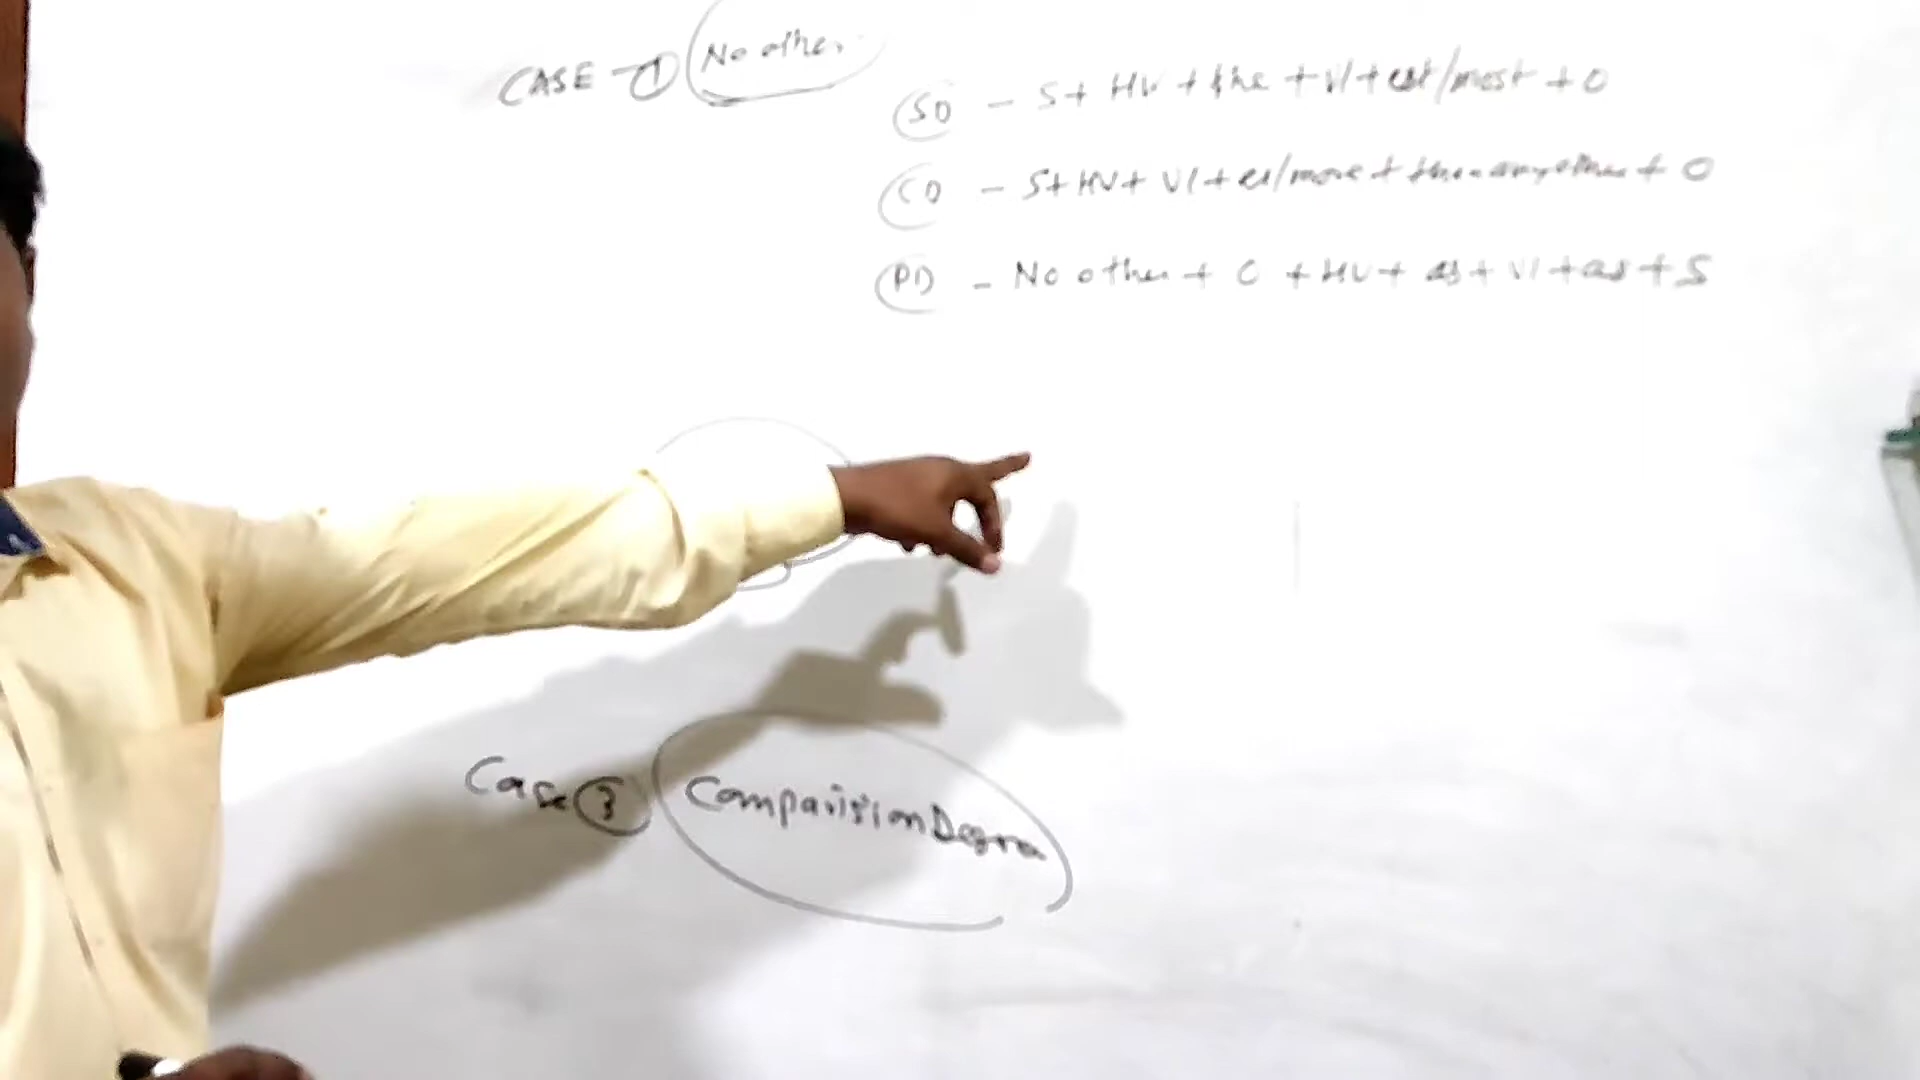 CASE - ① No other
SD - S + HV + the + V1 + est/most + O
CD - S + HV + V1 + er/more + than any other + O
PD - No other + O + HV + as + V1 + as + S
Case ③ Comparision Degree